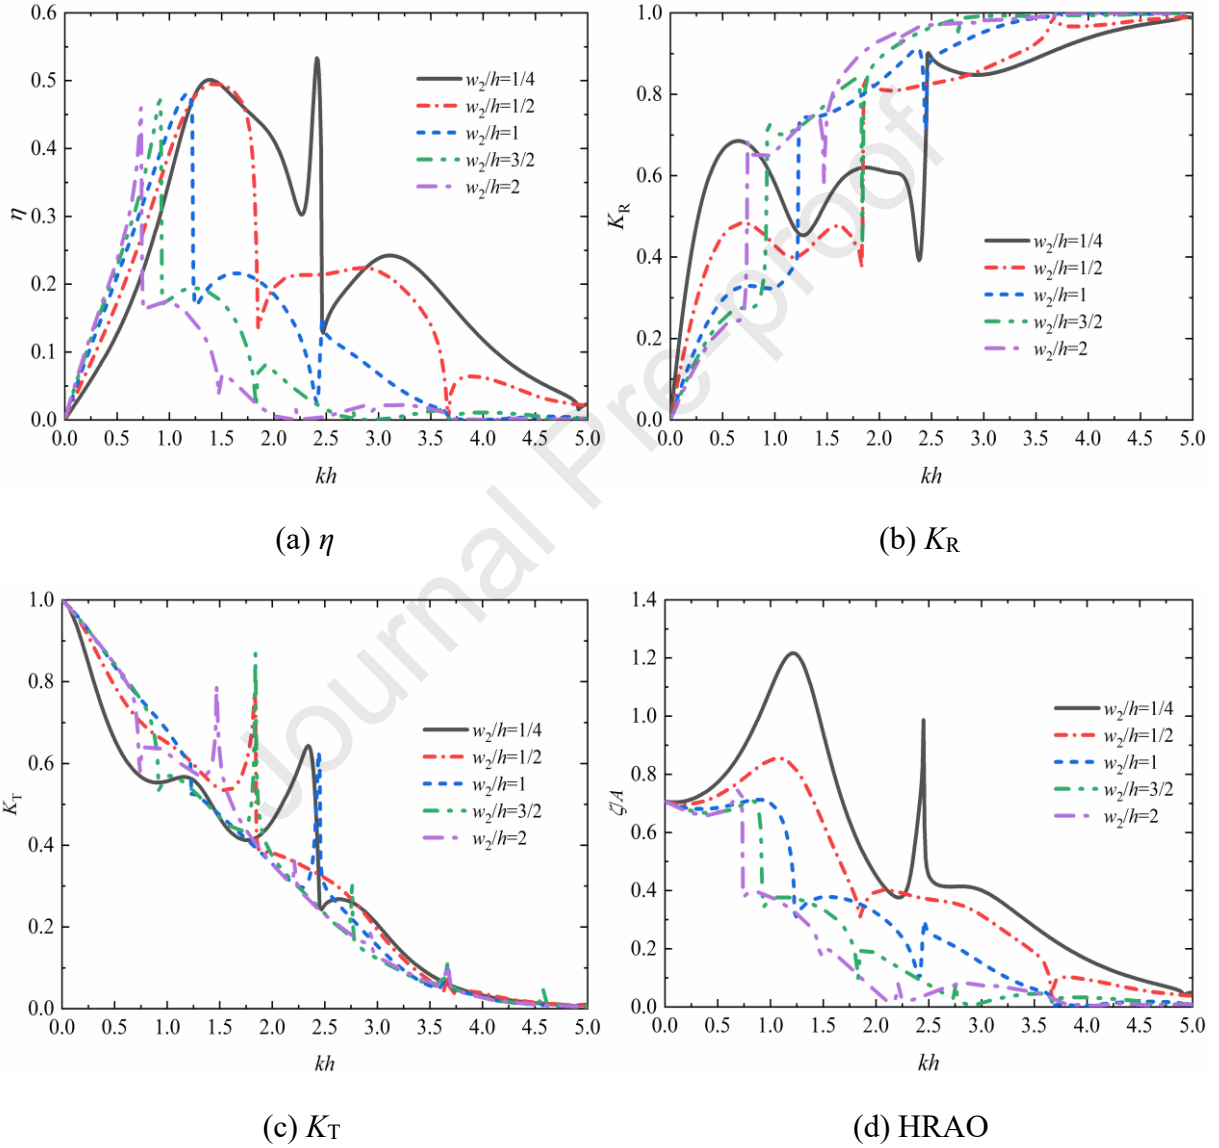 0.6
0.5
0.4
0.3
0.2
0.1
0.0
η
0.0 0.5 1.0 1.5 2.0 2.5 3.0 3.5 4.0 4.5 5.0
kh
w2/h=1/4
w2/h=1/2
w2/h=1
w2/h=3/2
w2/h=2
(a) η
1.0
0.8
0.6
0.4
0.2
0.0
KR
0.0 0.5 1.0 1.5 2.0 2.5 3.0 3.5 4.0 4.5 5.0
kh
w2/h=1/4
w2/h=1/2
w2/h=1
w2/h=3/2
w2/h=2
(b) KR
1.0
0.8
0.6
0.4
0.2
0.0
KT
0.0 0.5 1.0 1.5 2.0 2.5 3.0 3.5 4.0 4.5 5.0
kh
w2/h=1/4
w2/h=1/2
w2/h=1
w2/h=3/2
w2/h=2
(c) KT
1.4
1.2
1.0
0.8
0.6
0.4
0.2
0.0
ζ/A
0.0 0.5 1.0 1.5 2.0 2.5 3.0 3.5 4.0 4.5 5.0
kh
w2/h=1/4
w2/h=1/2
w2/h=1
w2/h=3/2
w2/h=2
(d) HRAO
Journal Pre-proof